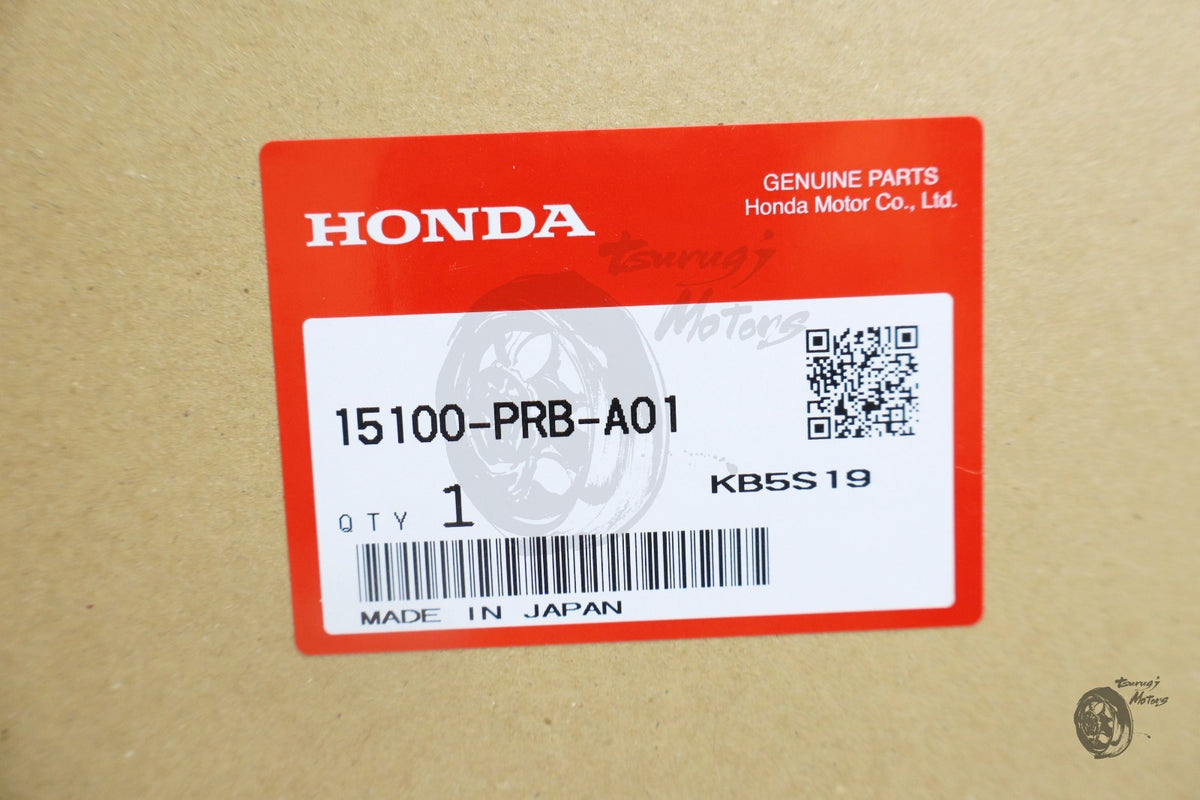 HONDA
GENUINE PARTS
Honda Motor Co., Ltd.
tsurugi
Motors
15100-PRB-A01
KB5S19
QTY 1
MADE IN JAPAN
tsurugi
Motors